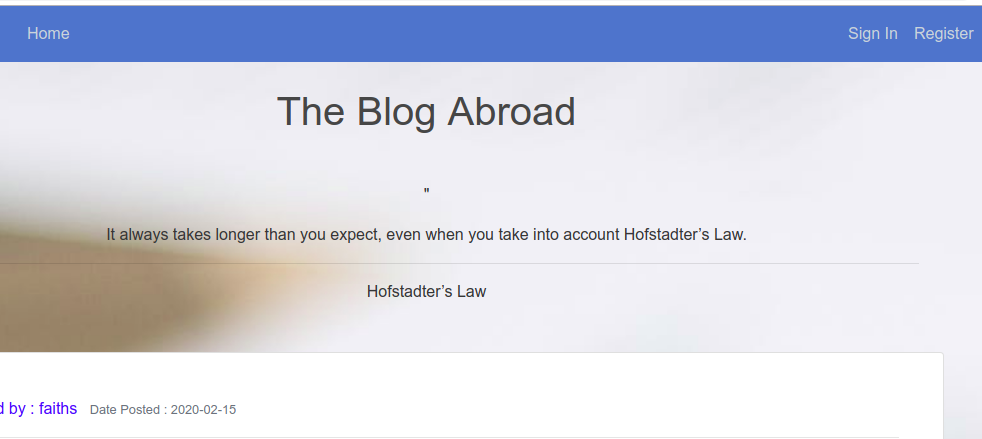 Home Sign In Register
The Blog Abroad
"
It always takes longer than you expect, even when you take into account Hofstadter’s Law.
Hofstadter’s Law
d by : faiths Date Posted : 2020-02-15